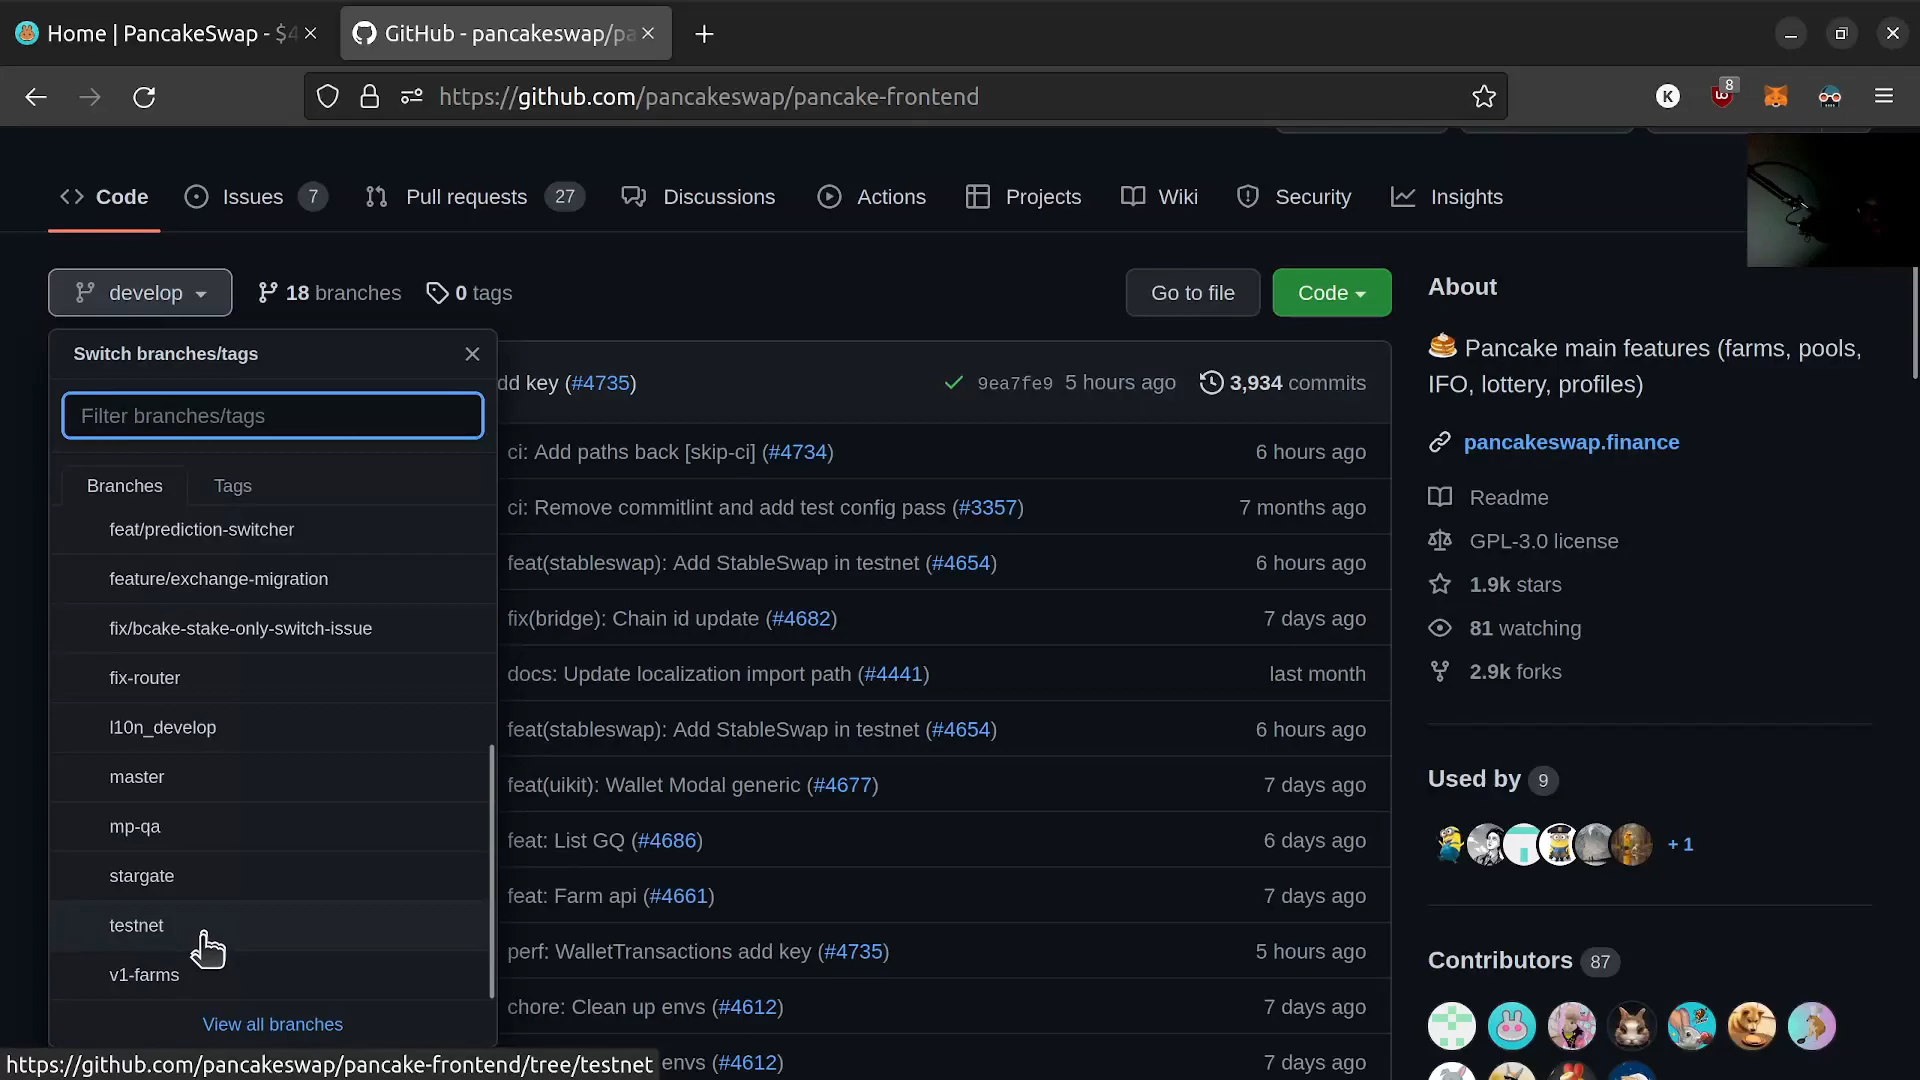 Home | PancakeSwap - $4
GitHub - pancakeswap/pa
https://github.com/pancakeswap/pancake-frontend
K
8
Code
Issues 7
Pull requests 27
Discussions
Actions
Projects
Wiki
Security
Insights
develop
18 branches
0 tags
Go to file
Code
Switch branches/tags
Filter branches/tags
Branches
Tags
feat/prediction-switcher
feature/exchange-migration
fix/bcake-stake-only-switch-issue
fix-router
l10n_develop
master
mp-qa
stargate
testnet
v1-farms
View all branches
dd key (#4735)
9ea7fe9 5 hours ago
3,934 commits
ci: Add paths back [skip-ci] (#4734)
6 hours ago
ci: Remove commitlint and add test config pass (#3357)
7 months ago
feat(stableswap): Add StableSwap in testnet (#4654)
6 hours ago
fix(bridge): Chain id update (#4682)
7 days ago
docs: Update localization import path (#4441)
last month
feat(stableswap): Add StableSwap in testnet (#4654)
6 hours ago
feat(uikit): Wallet Modal generic (#4677)
7 days ago
feat: List GQ (#4686)
6 days ago
feat: Farm api (#4661)
7 days ago
perf: WalletTransactions add key (#4735)
5 hours ago
chore: Clean up envs (#4612)
7 days ago
envs (#4612)
7 days ago
About
Pancake main features (farms, pools,
IFO, lottery, profiles)
pancakeswap.finance
Readme
GPL-3.0 license
1.9k stars
81 watching
2.9k forks
Used by 9
+ 1
Contributors 87
https://github.com/pancakeswap/pancake-frontend/tree/testnet